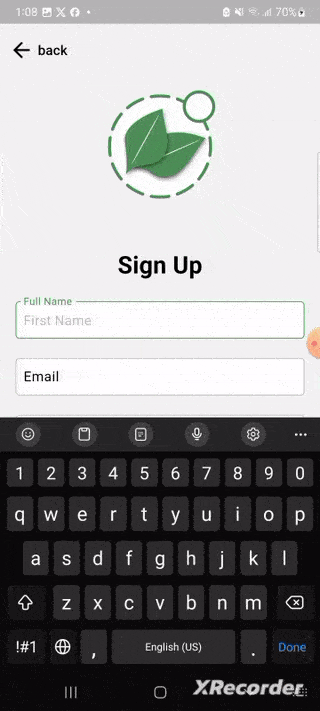 1:08 70%
back
Sign Up
Full Name
First Name
Email
1 2 3 4 5 6 7 8 9 0
q w e r t y u i o p
a s d f g h j k l
z x c v b n m
!#1 , English (US) . Done
XRecorder